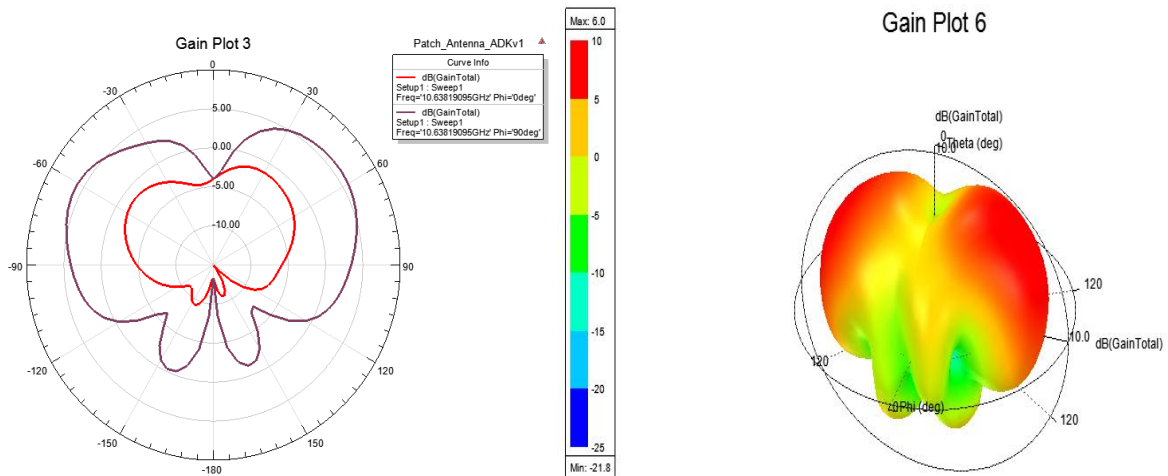 Gain Plot 3
Patch_Antenna_ADKv1
Curve Info
dB(GainTotal)
Setup1 : Sweep1
Freq='10.63819095GHz' Phi='0deg'
dB(GainTotal)
Setup1 : Sweep1
Freq='10.63819095GHz' Phi='90deg'
0
-30
30
5.00
0.00
-60
60
-5.00
-10.00
-90
90
-120
120
-150
150
-180
Max: 6.0
10
5
0
-5
-10
-15
-20
-25
Min: -21.8
Gain Plot 6
dB(GainTotal)
0
10.0
Theta (deg)
120
10.0
dB(GainTotal)
120
Phi (deg)
120